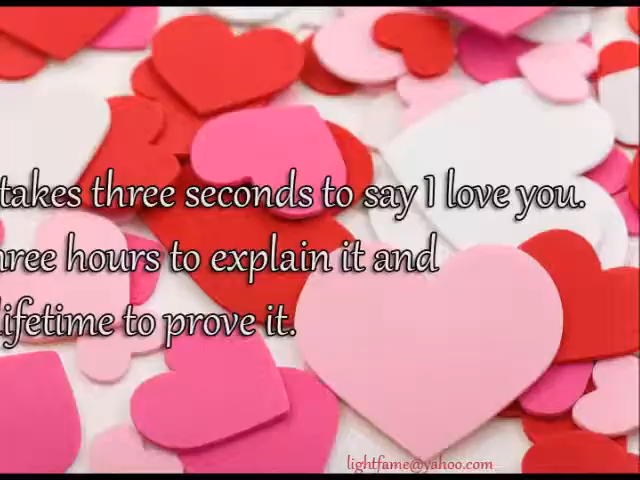 takes three seconds to say I love you.
hree hours to explain it and
lifetime to prove it.
lightfame@yahoo.com